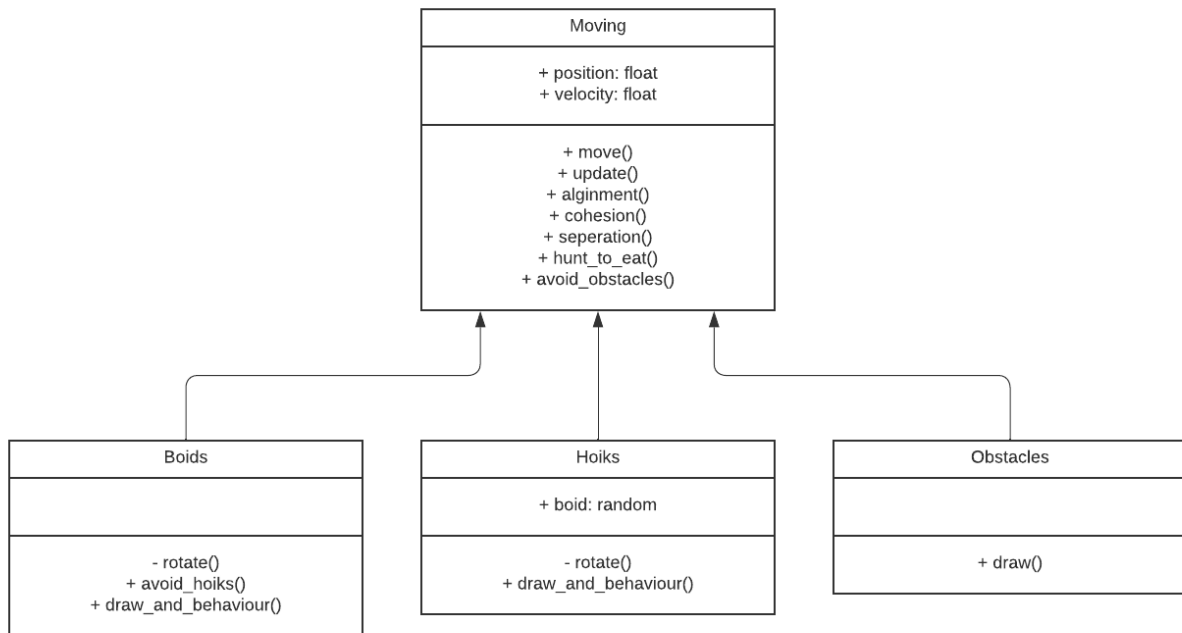 Moving
+ position: float
+ velocity: float
+ move()
+ update()
+ alginment()
+ cohesion()
+ seperation()
+ hunt_to_eat()
+ avoid_obstacles()
Boids
- rotate()
+ avoid_hoiks()
+ draw_and_behaviour()
Hoiks
+ boid: random
- rotate()
+ draw_and_behaviour()
Obstacles
+ draw()